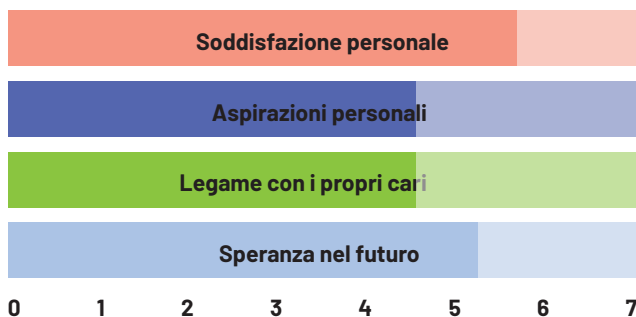 Soddisfazione personale
Aspirazioni personali
Legame con i propri cari
Speranza nel futuro
0 1 2 3 4 5 6 7